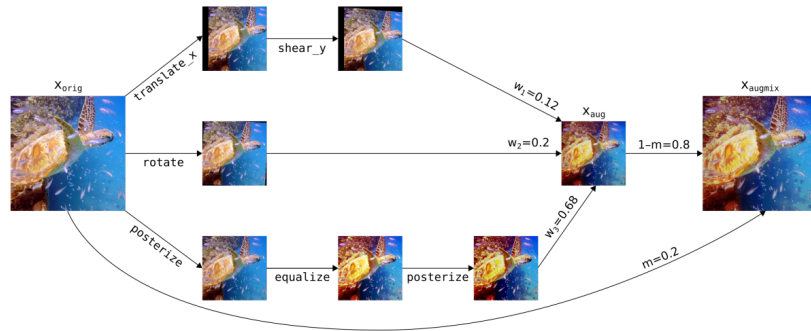 x_orig
translate_x
shear_y
w₁=0.12
rotate
w₂=0.2
x_aug
1–m=0.8
x_augmix
posterize
equalize
posterize
w₃=0.68
m=0.2